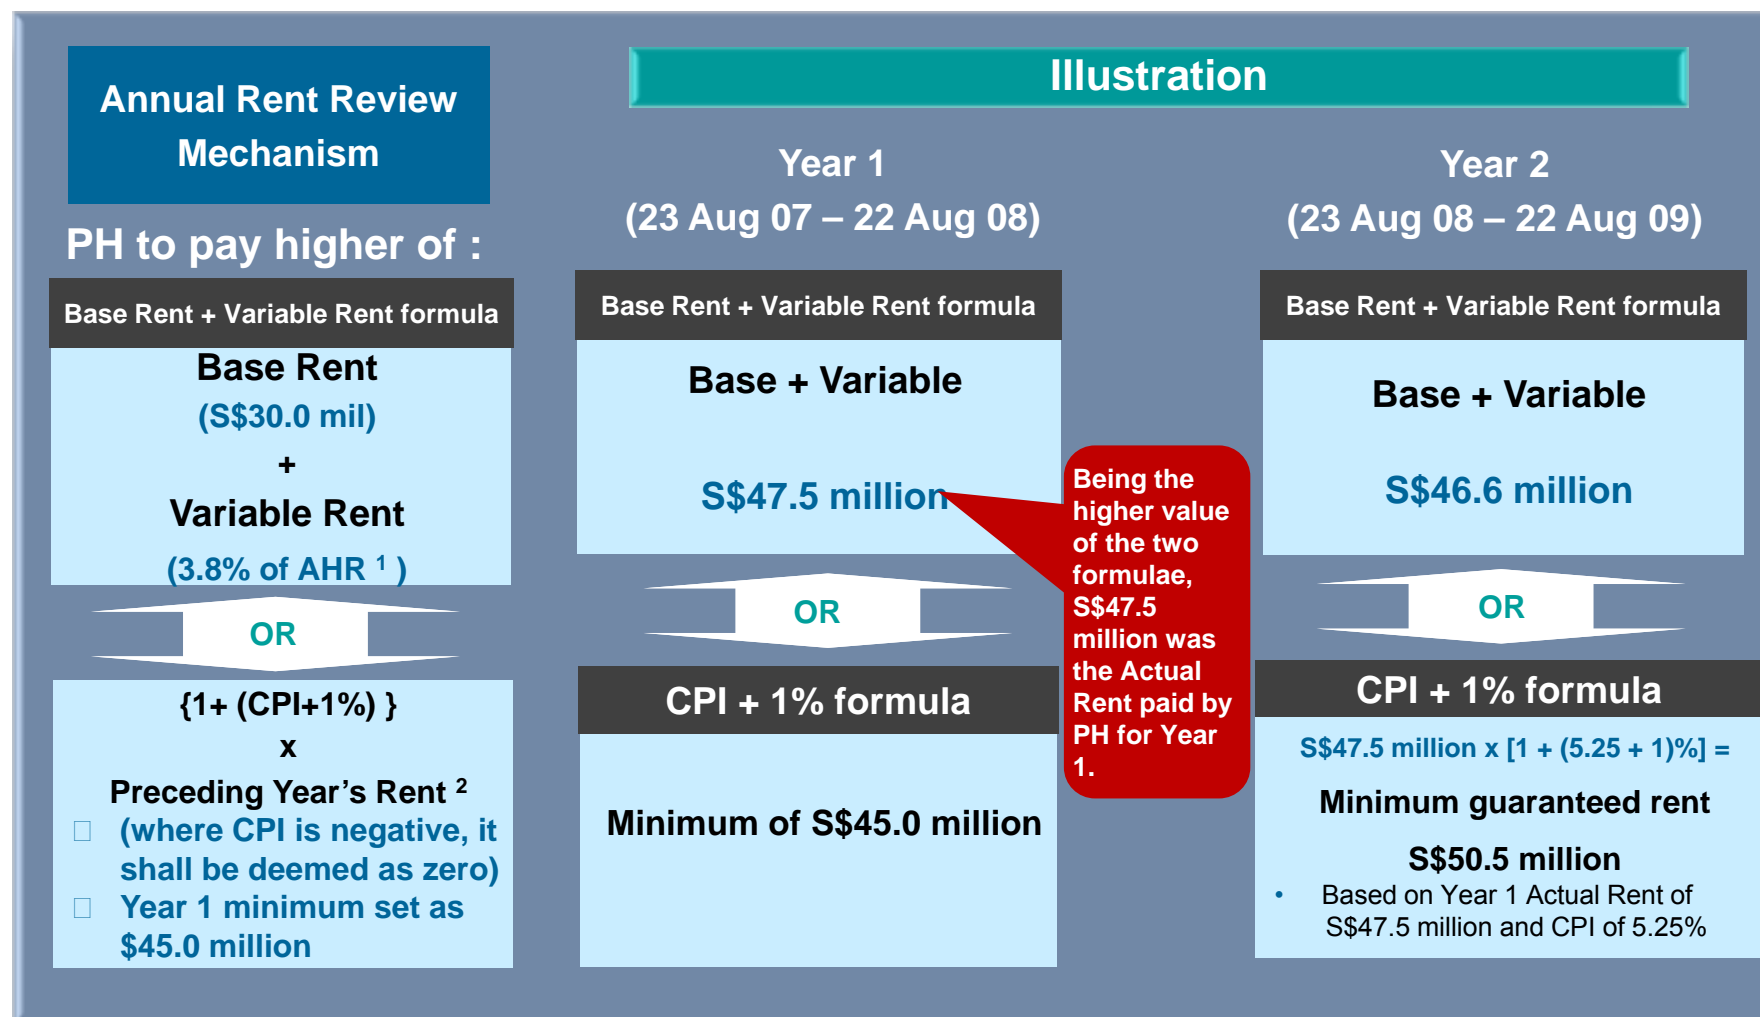 Annual Rent Review
Mechanism
PH to pay higher of :
Base Rent + Variable Rent formula
Base Rent
(S$30.0 mil)
+
Variable Rent
(3.8% of AHR ¹ )
OR
{1+ (CPI+1%) }
x
Preceding Year’s Rent ²
(where CPI is negative, it
shall be deemed as zero)
Year 1 minimum set as
$45.0 million
Illustration
Year 1
(23 Aug 07 – 22 Aug 08)
Base Rent + Variable Rent formula
Base + Variable
S$47.5 million
OR
CPI + 1% formula
Minimum of S$45.0 million
Being the
higher value
of the two
formulae,
S$47.5
million was
the Actual
Rent paid by
PH for Year
1.
Year 2
(23 Aug 08 – 22 Aug 09)
Base Rent + Variable Rent formula
Base + Variable
S$46.6 million
OR
CPI + 1% formula
S$47.5 million x [1 + (5.25 + 1)%] =
Minimum guaranteed rent
S$50.5 million
• Based on Year 1 Actual Rent of
S$47.5 million and CPI of 5.25%